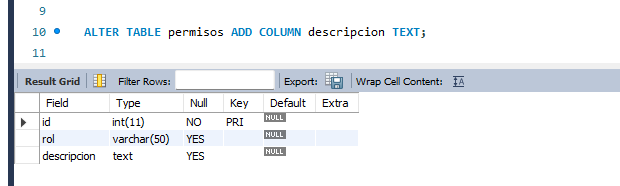 9
10 ALTER TABLE permisos ADD COLUMN descripcion TEXT;
11
Result Grid Filter Rows: Export: Wrap Cell Content: IA
Field Type Null Key Default Extra
id int(11) NO PRI NULL
rol varchar(50) YES NULL
descripcion text YES NULL